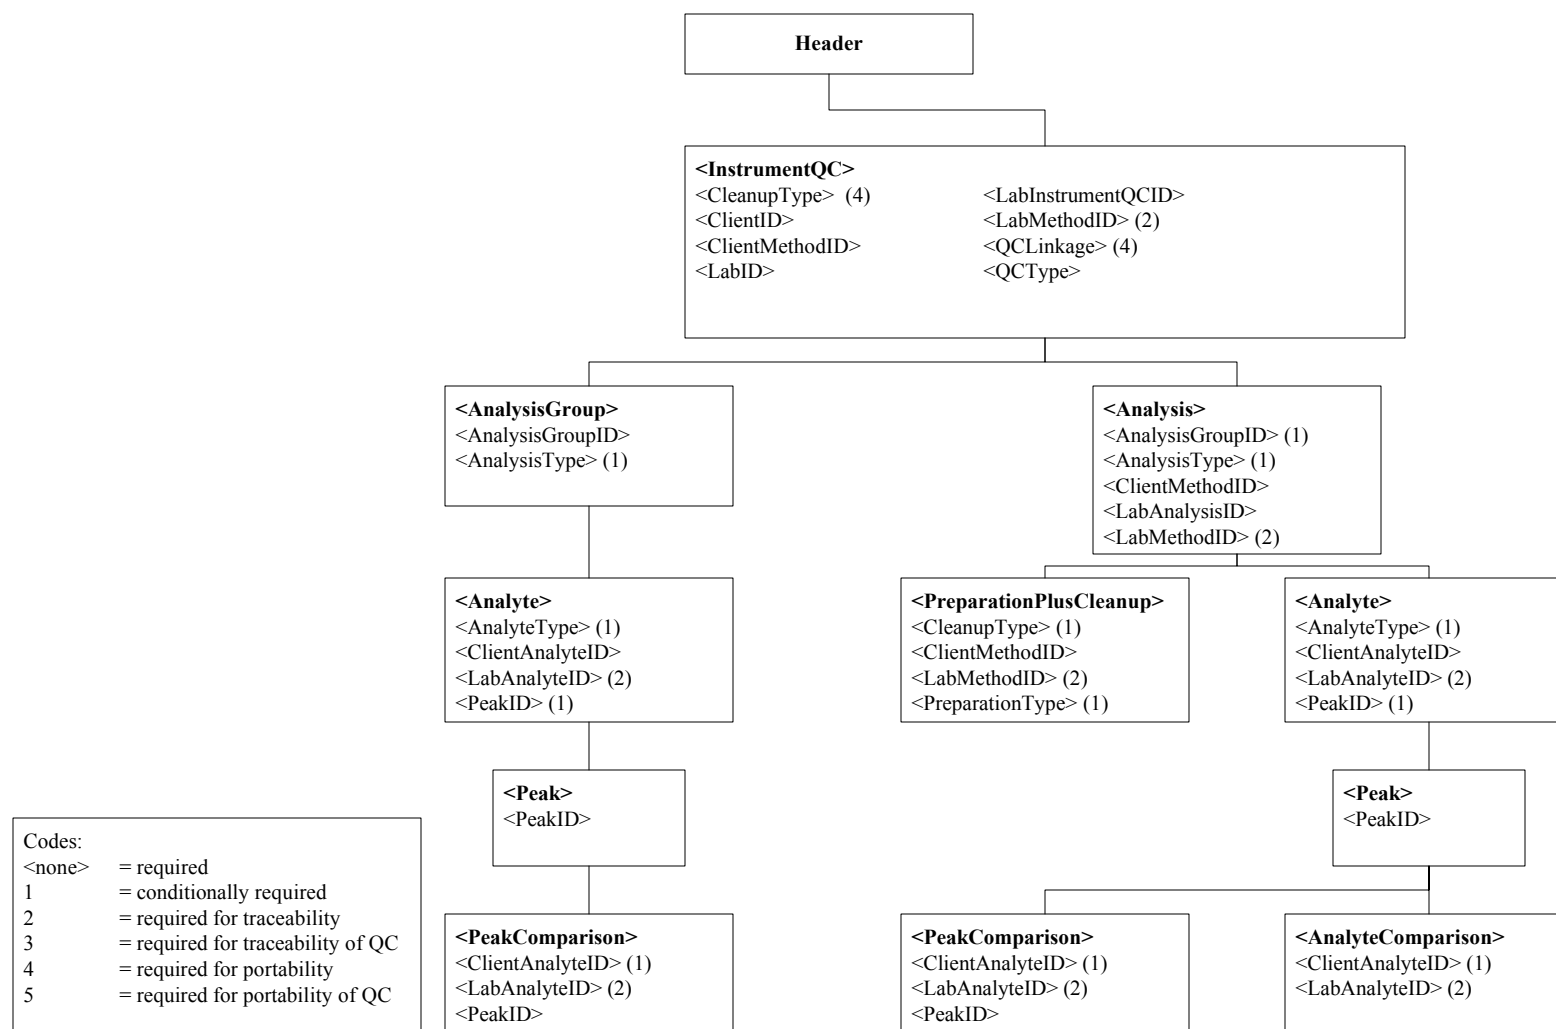 Header
<InstrumentQC>
<CleanupType> (4)
<ClientID>
<ClientMethodID>
<LabID>
<LabInstrumentQCID>
<LabMethodID> (2)
<QCLinkage> (4)
<QCType>
<AnalysisGroup>
<AnalysisGroupID>
<AnalysisType> (1)
<Analysis>
<AnalysisGroupID> (1)
<AnalysisType> (1)
<ClientMethodID>
<LabAnalysisID>
<LabMethodID> (2)
<Analyte>
<AnalyteType> (1)
<ClientAnalyteID>
<LabAnalyteID> (2)
<PeakID> (1)
<PreparationPlusCleanup>
<CleanupType> (1)
<ClientMethodID>
<LabMethodID> (2)
<PreparationType> (1)
<Analyte>
<AnalyteType> (1)
<ClientAnalyteID>
<LabAnalyteID> (2)
<PeakID> (1)
<Peak>
<PeakID>
<Peak>
<PeakID>
Codes:
<none> = required
1 = conditionally required
2 = required for traceability
3 = required for traceability of QC
4 = required for portability
5 = required for portability of QC
<PeakComparison>
<ClientAnalyteID> (1)
<LabAnalyteID> (2)
<PeakID>
<PeakComparison>
<ClientAnalyteID> (1)
<LabAnalyteID> (2)
<PeakID>
<AnalyteComparison>
<ClientAnalyteID> (1)
<LabAnalyteID> (2)